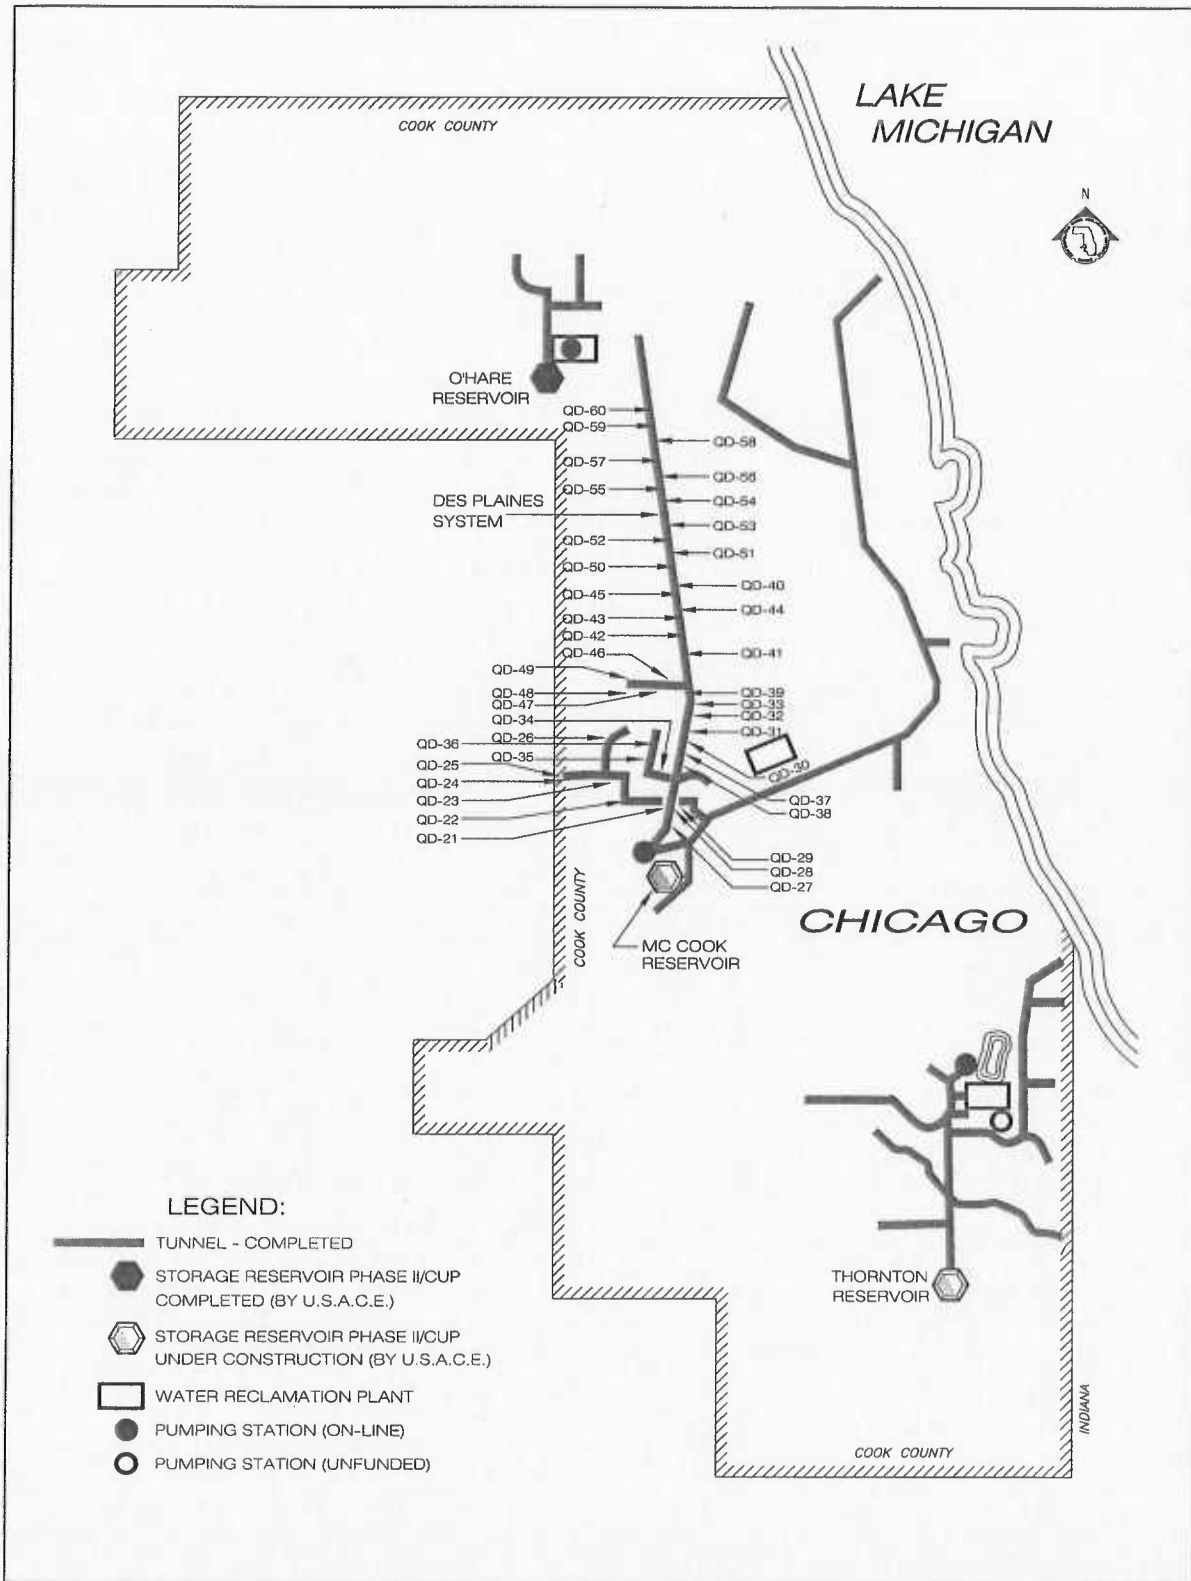 LAKE
MICHIGAN
COOK COUNTY
N
O'HARE
RESERVOIR
QD-60
QD-59
QD-58
QD-57
QD-56
QD-55
DES PLAINES
SYSTEM
QD-54
QD-53
QD-52
QD-51
QD-50
QD-40
QD-45
QD-44
QD-43
QD-42
QD-46
QD-41
QD-49
QD-48
QD-47
QD-39
QD-33
QD-34
QD-32
QD-26
QD-31
QD-36
QD-35
QD-25
QD-30
QD-24
QD-23
QD-37
QD-22
QD-38
QD-21
QD-29
QD-28
QD-27
COOK COUNTY
CHICAGO
MC COOK
RESERVOIR
LEGEND:
TUNNEL - COMPLETED
STORAGE RESERVOIR PHASE II/CUP
COMPLETED (BY U.S.A.C.E.)
STORAGE RESERVOIR PHASE II/CUP
UNDER CONSTRUCTION (BY U.S.A.C.E.)
WATER RECLAMATION PLANT
PUMPING STATION (ON-LINE)
PUMPING STATION (UNFUNDED)
THORNTON
RESERVOIR
INDIANA
COOK COUNTY